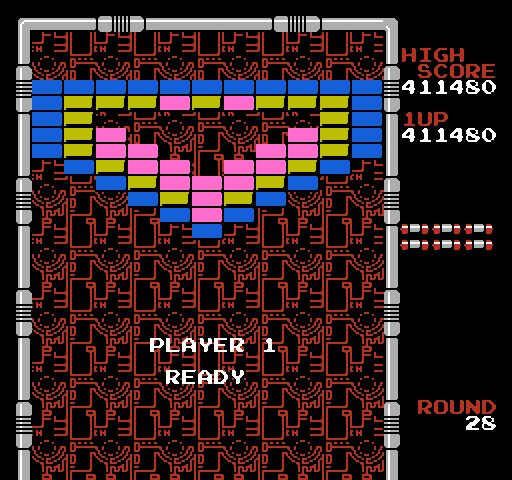 HIGH
SCORE
411480
1UP
411480
PLAYER 1
READY
ROUND
28